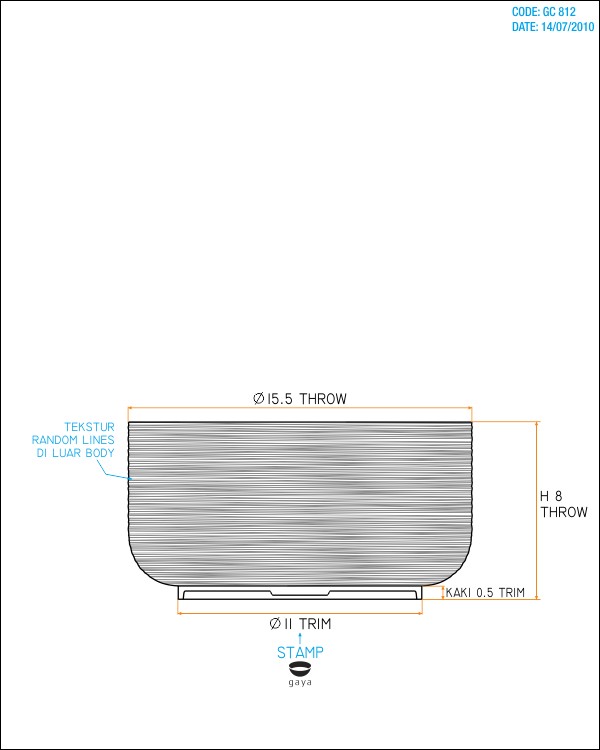 CODE: GC 812
DATE: 14/07/2010
Ø 15.5 THROW
TEKSTUR
RANDOM LINES
DI LUAR BODY
H 8
THROW
KAKI 0.5 TRIM
Ø 11 TRIM
STAMP
gaya